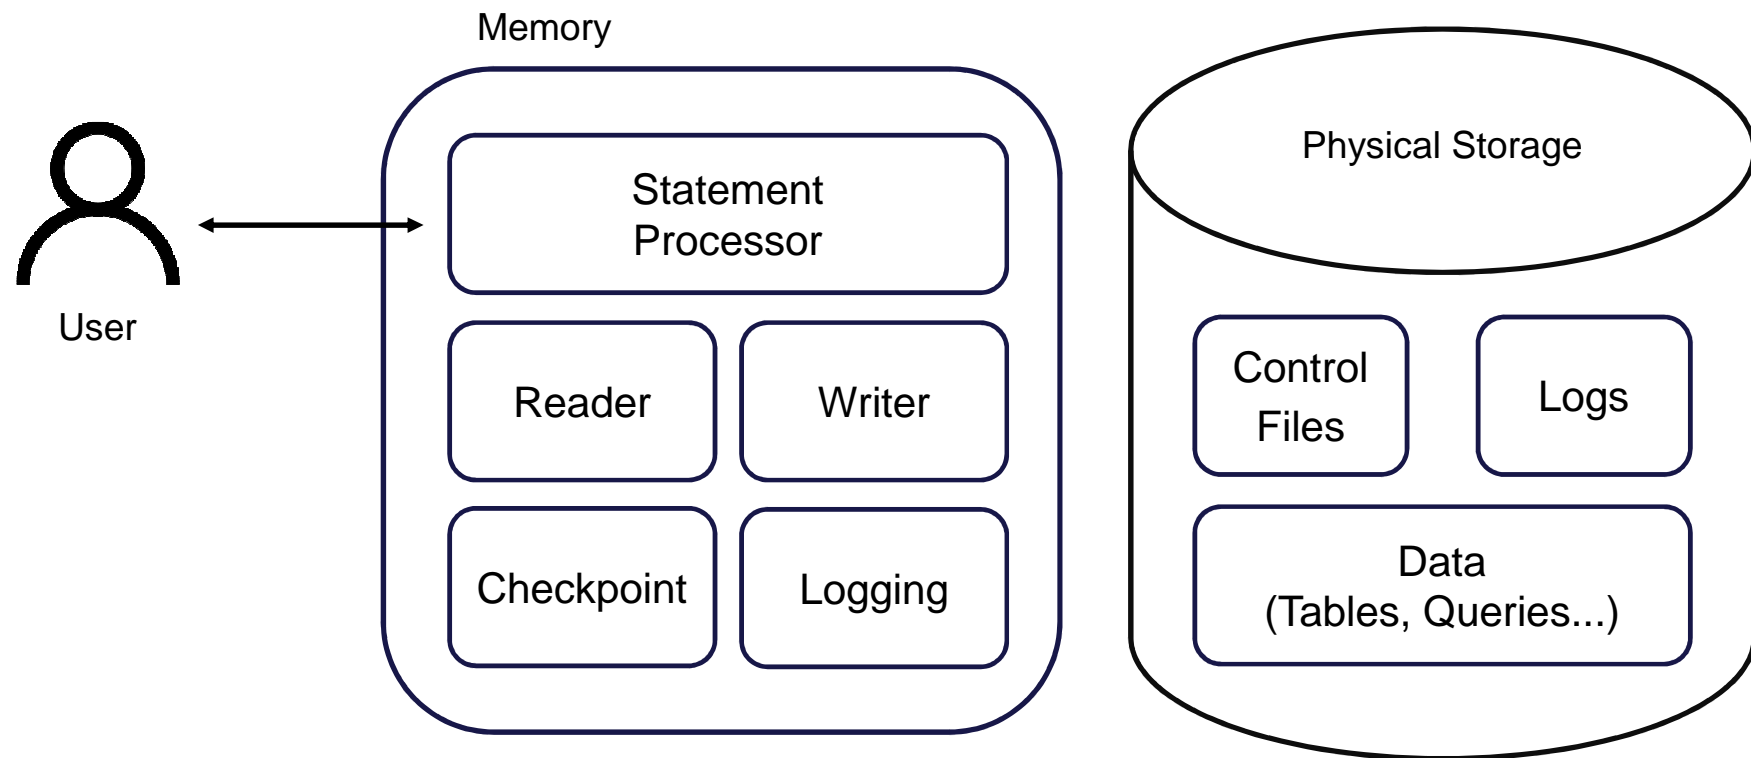 Memory
Physical Storage
Statement
Processor
User
Reader
Writer
Control
Files
Logs
Checkpoint
Logging
Data
(Tables, Queries...)